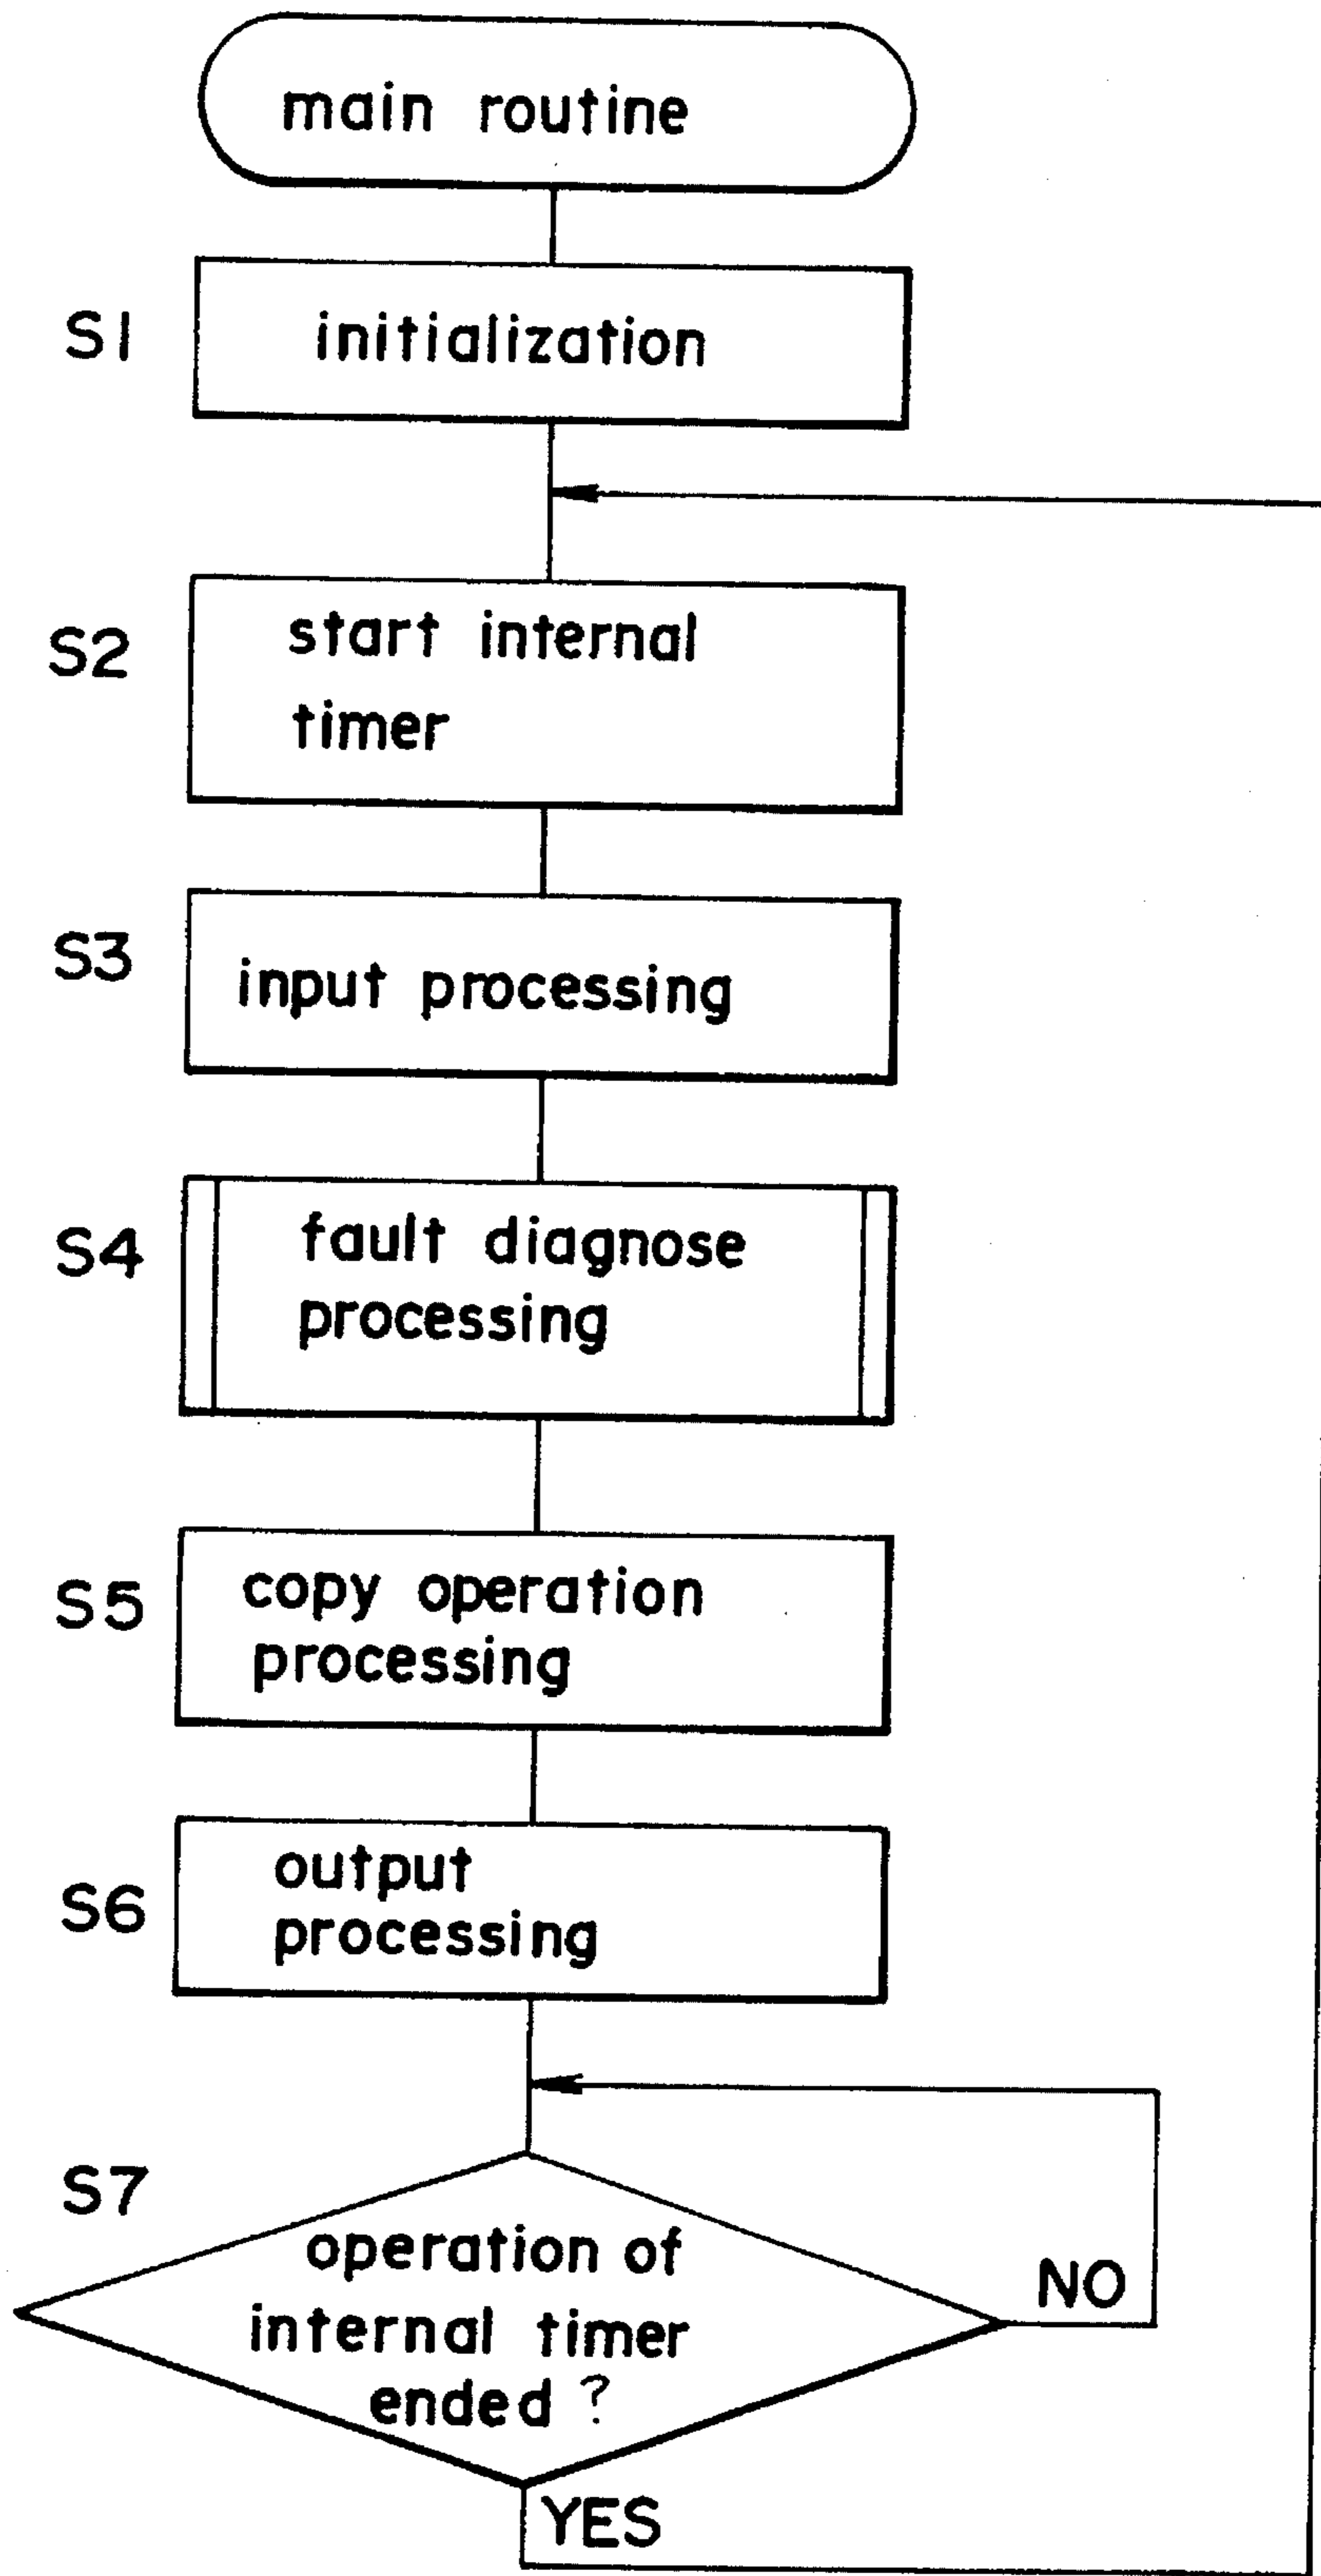 main routine
S1
initialization
S2
start internal
timer
S3
input processing
S4
fault diagnose
processing
S5
copy operation
processing
S6
output
processing
S7
operation of
internal timer
ended ?
NO
YES